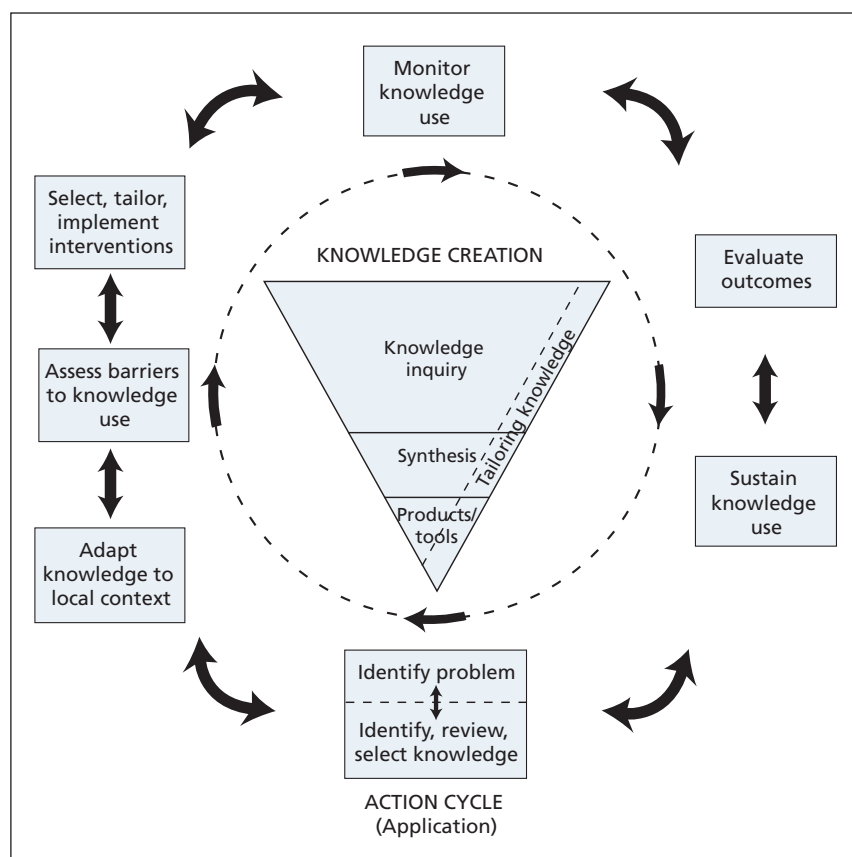 Monitor
knowledge
use
Select, tailor,
implement
interventions
KNOWLEDGE CREATION
Evaluate
outcomes
Knowledge
inquiry
Tailoring knowledge
Assess barriers
to knowledge
use
Synthesis
Sustain
knowledge
use
Products/
tools
Adapt
knowledge to
local context
Identify problem
Identify, review,
select knowledge
ACTION CYCLE
(Application)